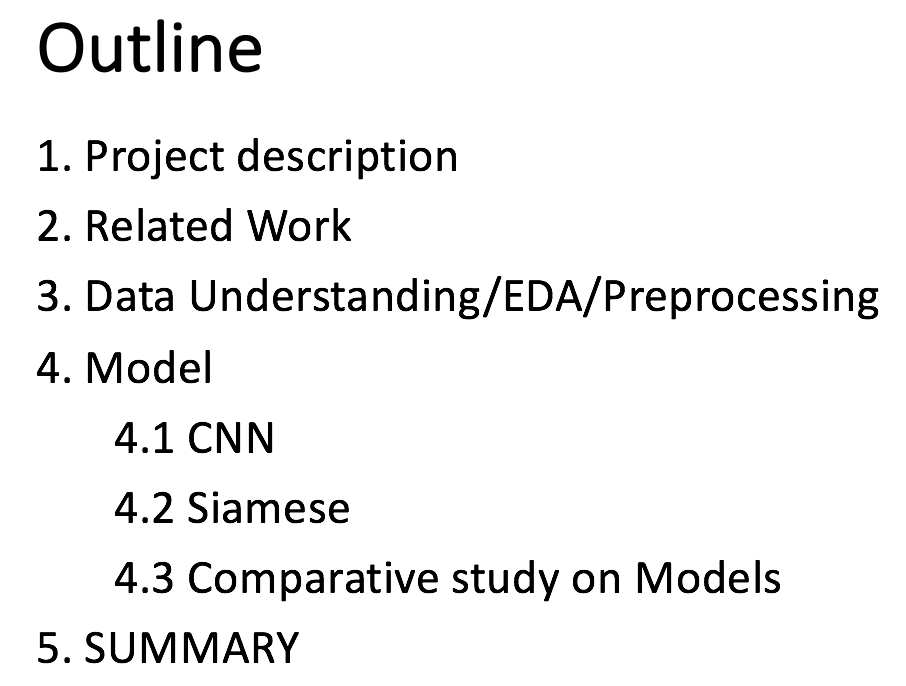 Outline
1. Project description
2. Related Work
3. Data Understanding/EDA/Preprocessing
4. Model
4.1 CNN
4.2 Siamese
4.3 Comparative study on Models
5. SUMMARY